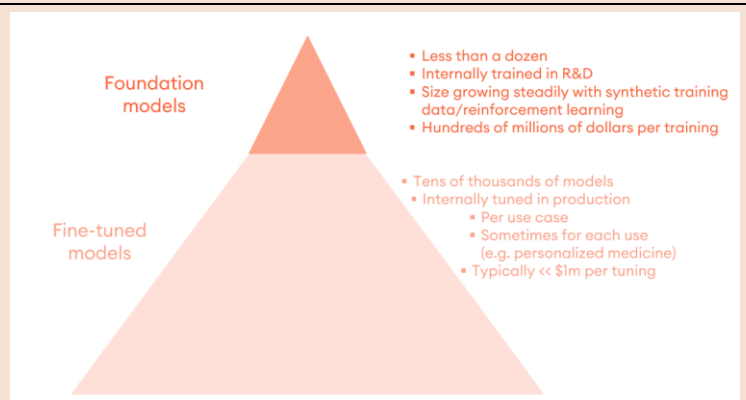 Foundation
models
▪ Less than a dozen
▪ Internally trained in R&D
▪ Size growing steadily with synthetic training
data/reinforcement learning
▪ Hundreds of millions of dollars per training
Fine-tuned
models
▪ Tens of thousands of models
▪ Internally tuned in production
▪ Per use case
▪ Sometimes for each use
(e.g. personalized medicine)
▪ Typically << $1m per tuning